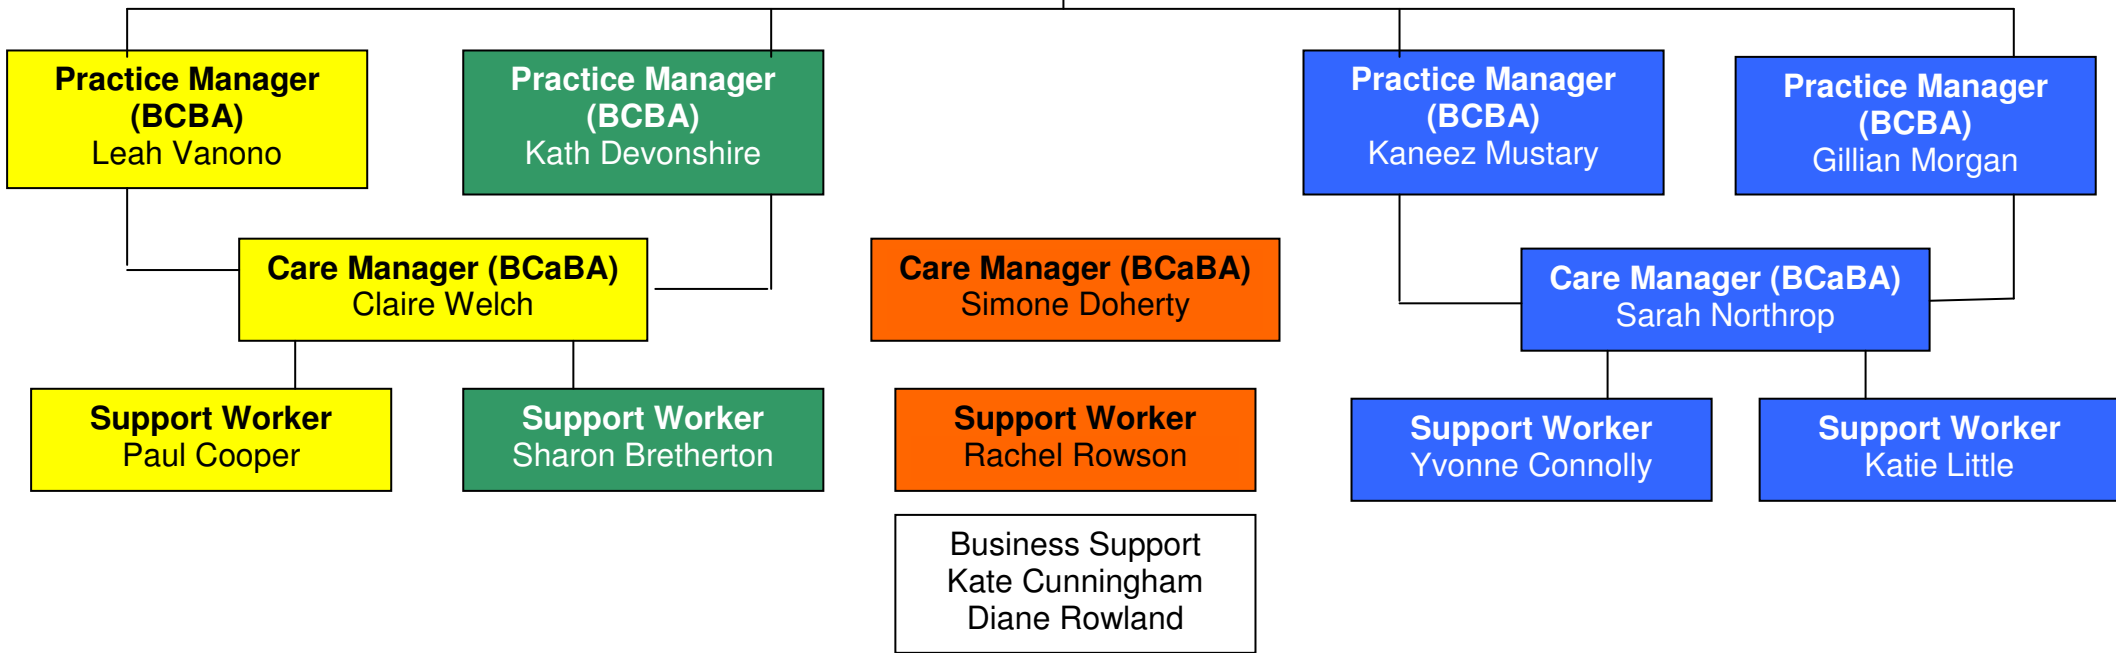 Practice Manager
(BCBA)
Leah Vanono
Practice Manager
(BCBA)
Kath Devonshire
Practice Manager
(BCBA)
Kaneez Mustary
Practice Manager
(BCBA)
Gillian Morgan
Care Manager (BCaBA)
Claire Welch
Care Manager (BCaBA)
Simone Doherty
Care Manager (BCaBA)
Sarah Northrop
Support Worker
Paul Cooper
Support Worker
Sharon Bretherton
Support Worker
Rachel Rowson
Support Worker
Yvonne Connolly
Support Worker
Katie Little
Business Support
Kate Cunningham
Diane Rowland